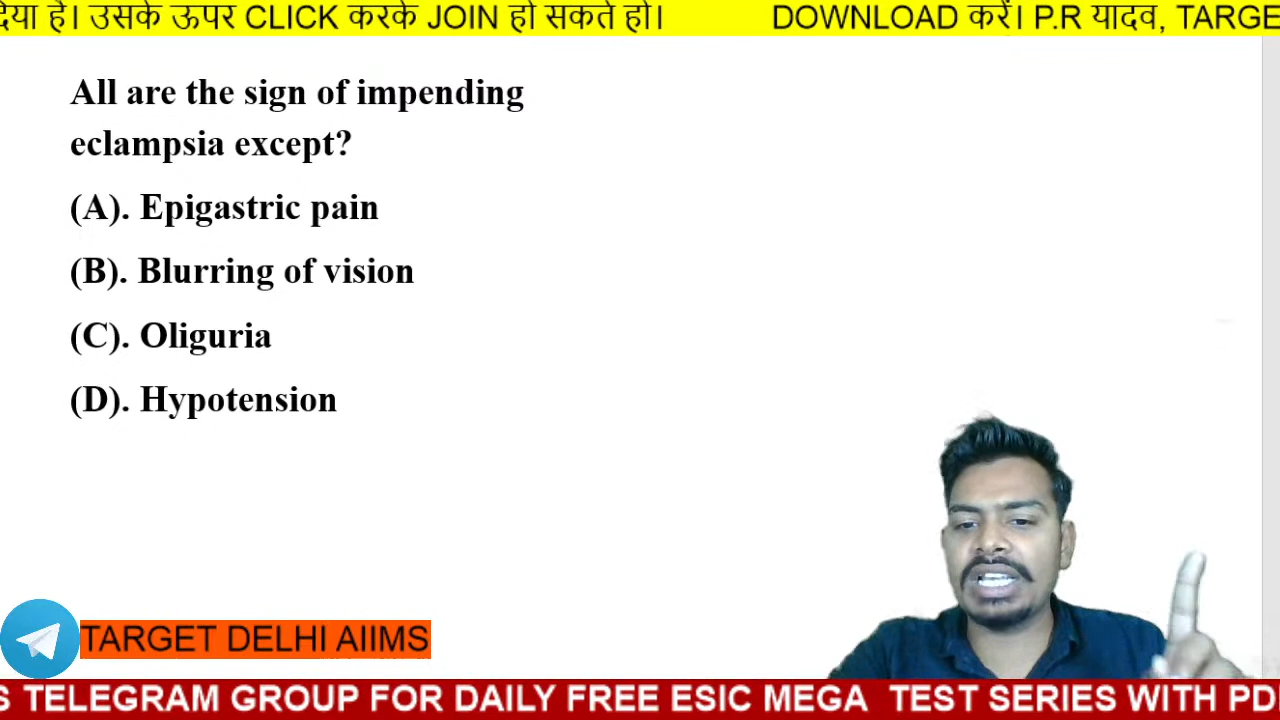 दिया है। उसके ऊपर CLICK करके JOIN हो सकते हो। DOWNLOAD करें। P.R यादव, TARGE
All are the sign of impending
eclampsia except?
(A). Epigastric pain
(B). Blurring of vision
(C). Oliguria
(D). Hypotension
TARGET DELHI AIIMS
S TELEGRAM GROUP FOR DAILY FREE ESIC MEGA TEST SERIES WITH PD